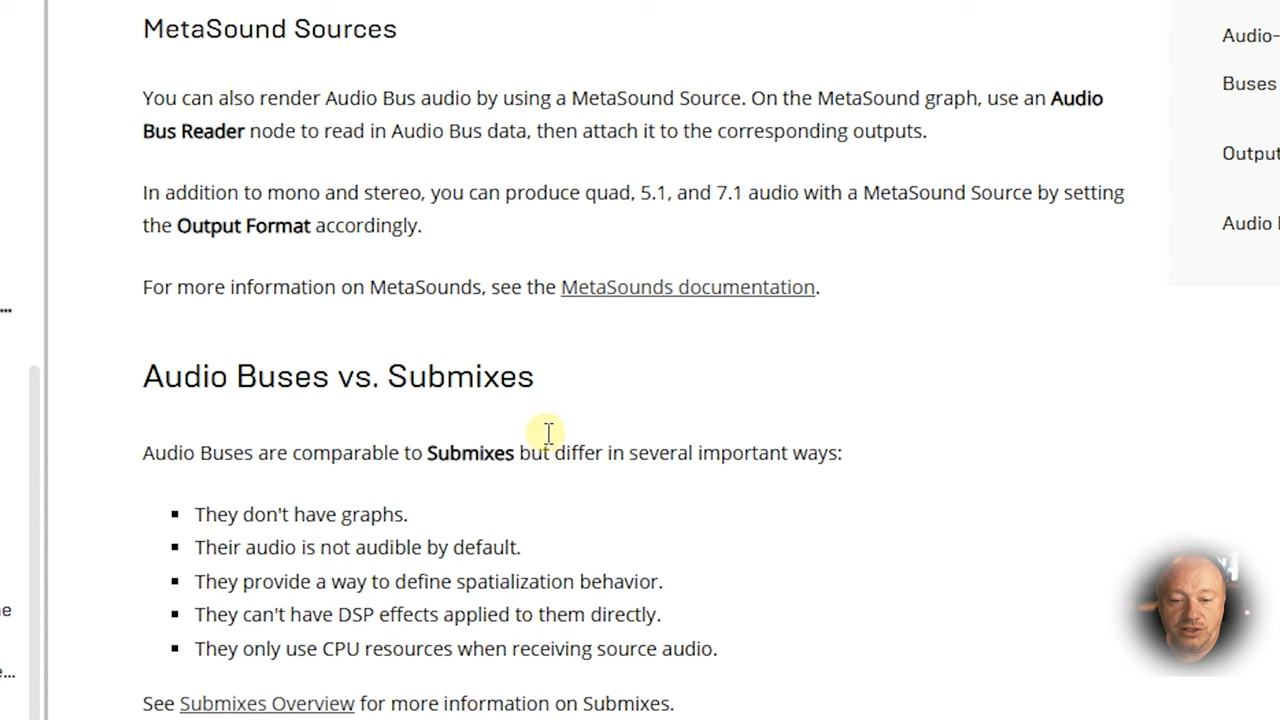 MetaSound Sources
You can also render Audio Bus audio by using a MetaSound Source. On the MetaSound graph, use an Audio
Bus Reader node to read in Audio Bus data, then attach it to the corresponding outputs.
In addition to mono and stereo, you can produce quad, 5.1, and 7.1 audio with a MetaSound Source by setting
the Output Format accordingly.
For more information on MetaSounds, see the MetaSounds documentation.
Audio Buses vs. Submixes
Audio Buses are comparable to Submixes but differ in several important ways:
▪ They don't have graphs.
▪ Their audio is not audible by default.
▪ They provide a way to define spatialization behavior.
▪ They can't have DSP effects applied to them directly.
▪ They only use CPU resources when receiving source audio.
See Submixes Overview for more information on Submixes.
Audio-
Buses
Output
Audio